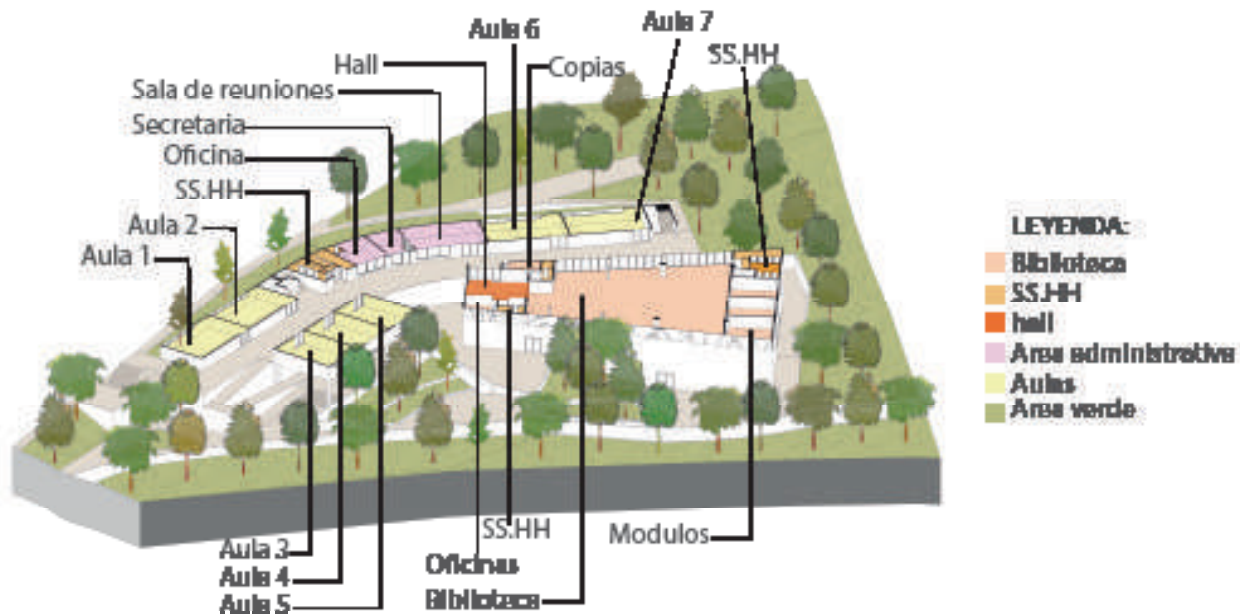 Aula 6
Aula 7
SS.HH
Hall
Copias
Sala de reuniones
Secretaria
Oficina
SS.HH
Aula 2
Aula 1
LEYENDA:
Biblioteca
SS.HH
hall
Area administrativa
Aulas
Area verde
SS.HH
Modulos
Aula 3
Oficinas
Aula 4
Aula 5
Biblioteca